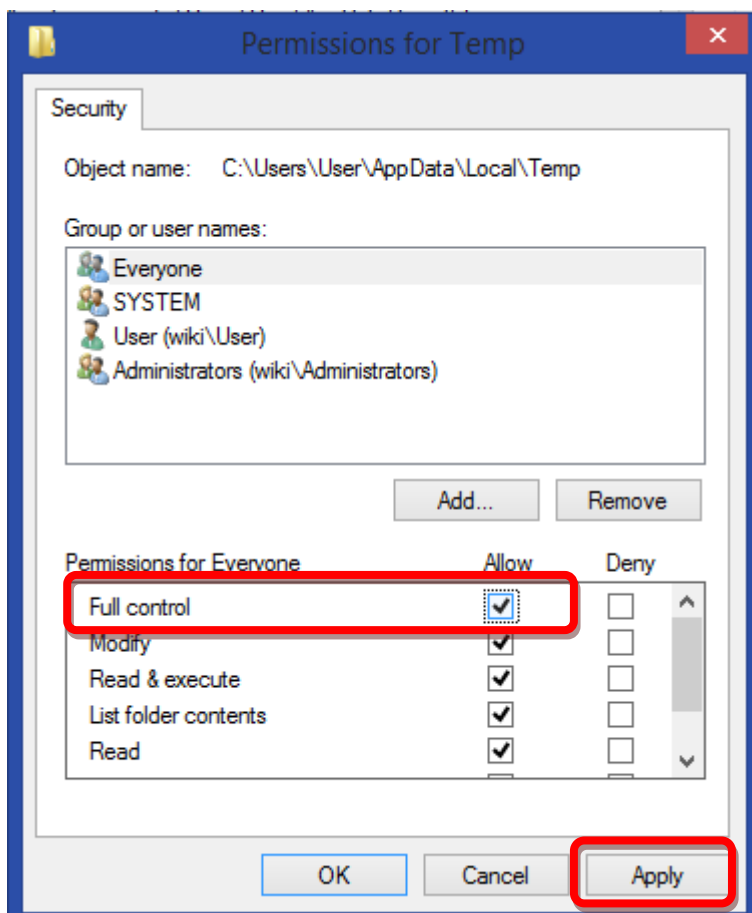 Permissions for Temp
Security
Object name: C:\Users\User\AppData\Local\Temp
Group or user names:
Everyone
SYSTEM
User (wiki\User)
Administrators (wiki\Administrators)
Add... Remove
Permissions for Everyone Allow Deny
Full control
Modify
Read & execute
List folder contents
Read
OK Cancel Apply